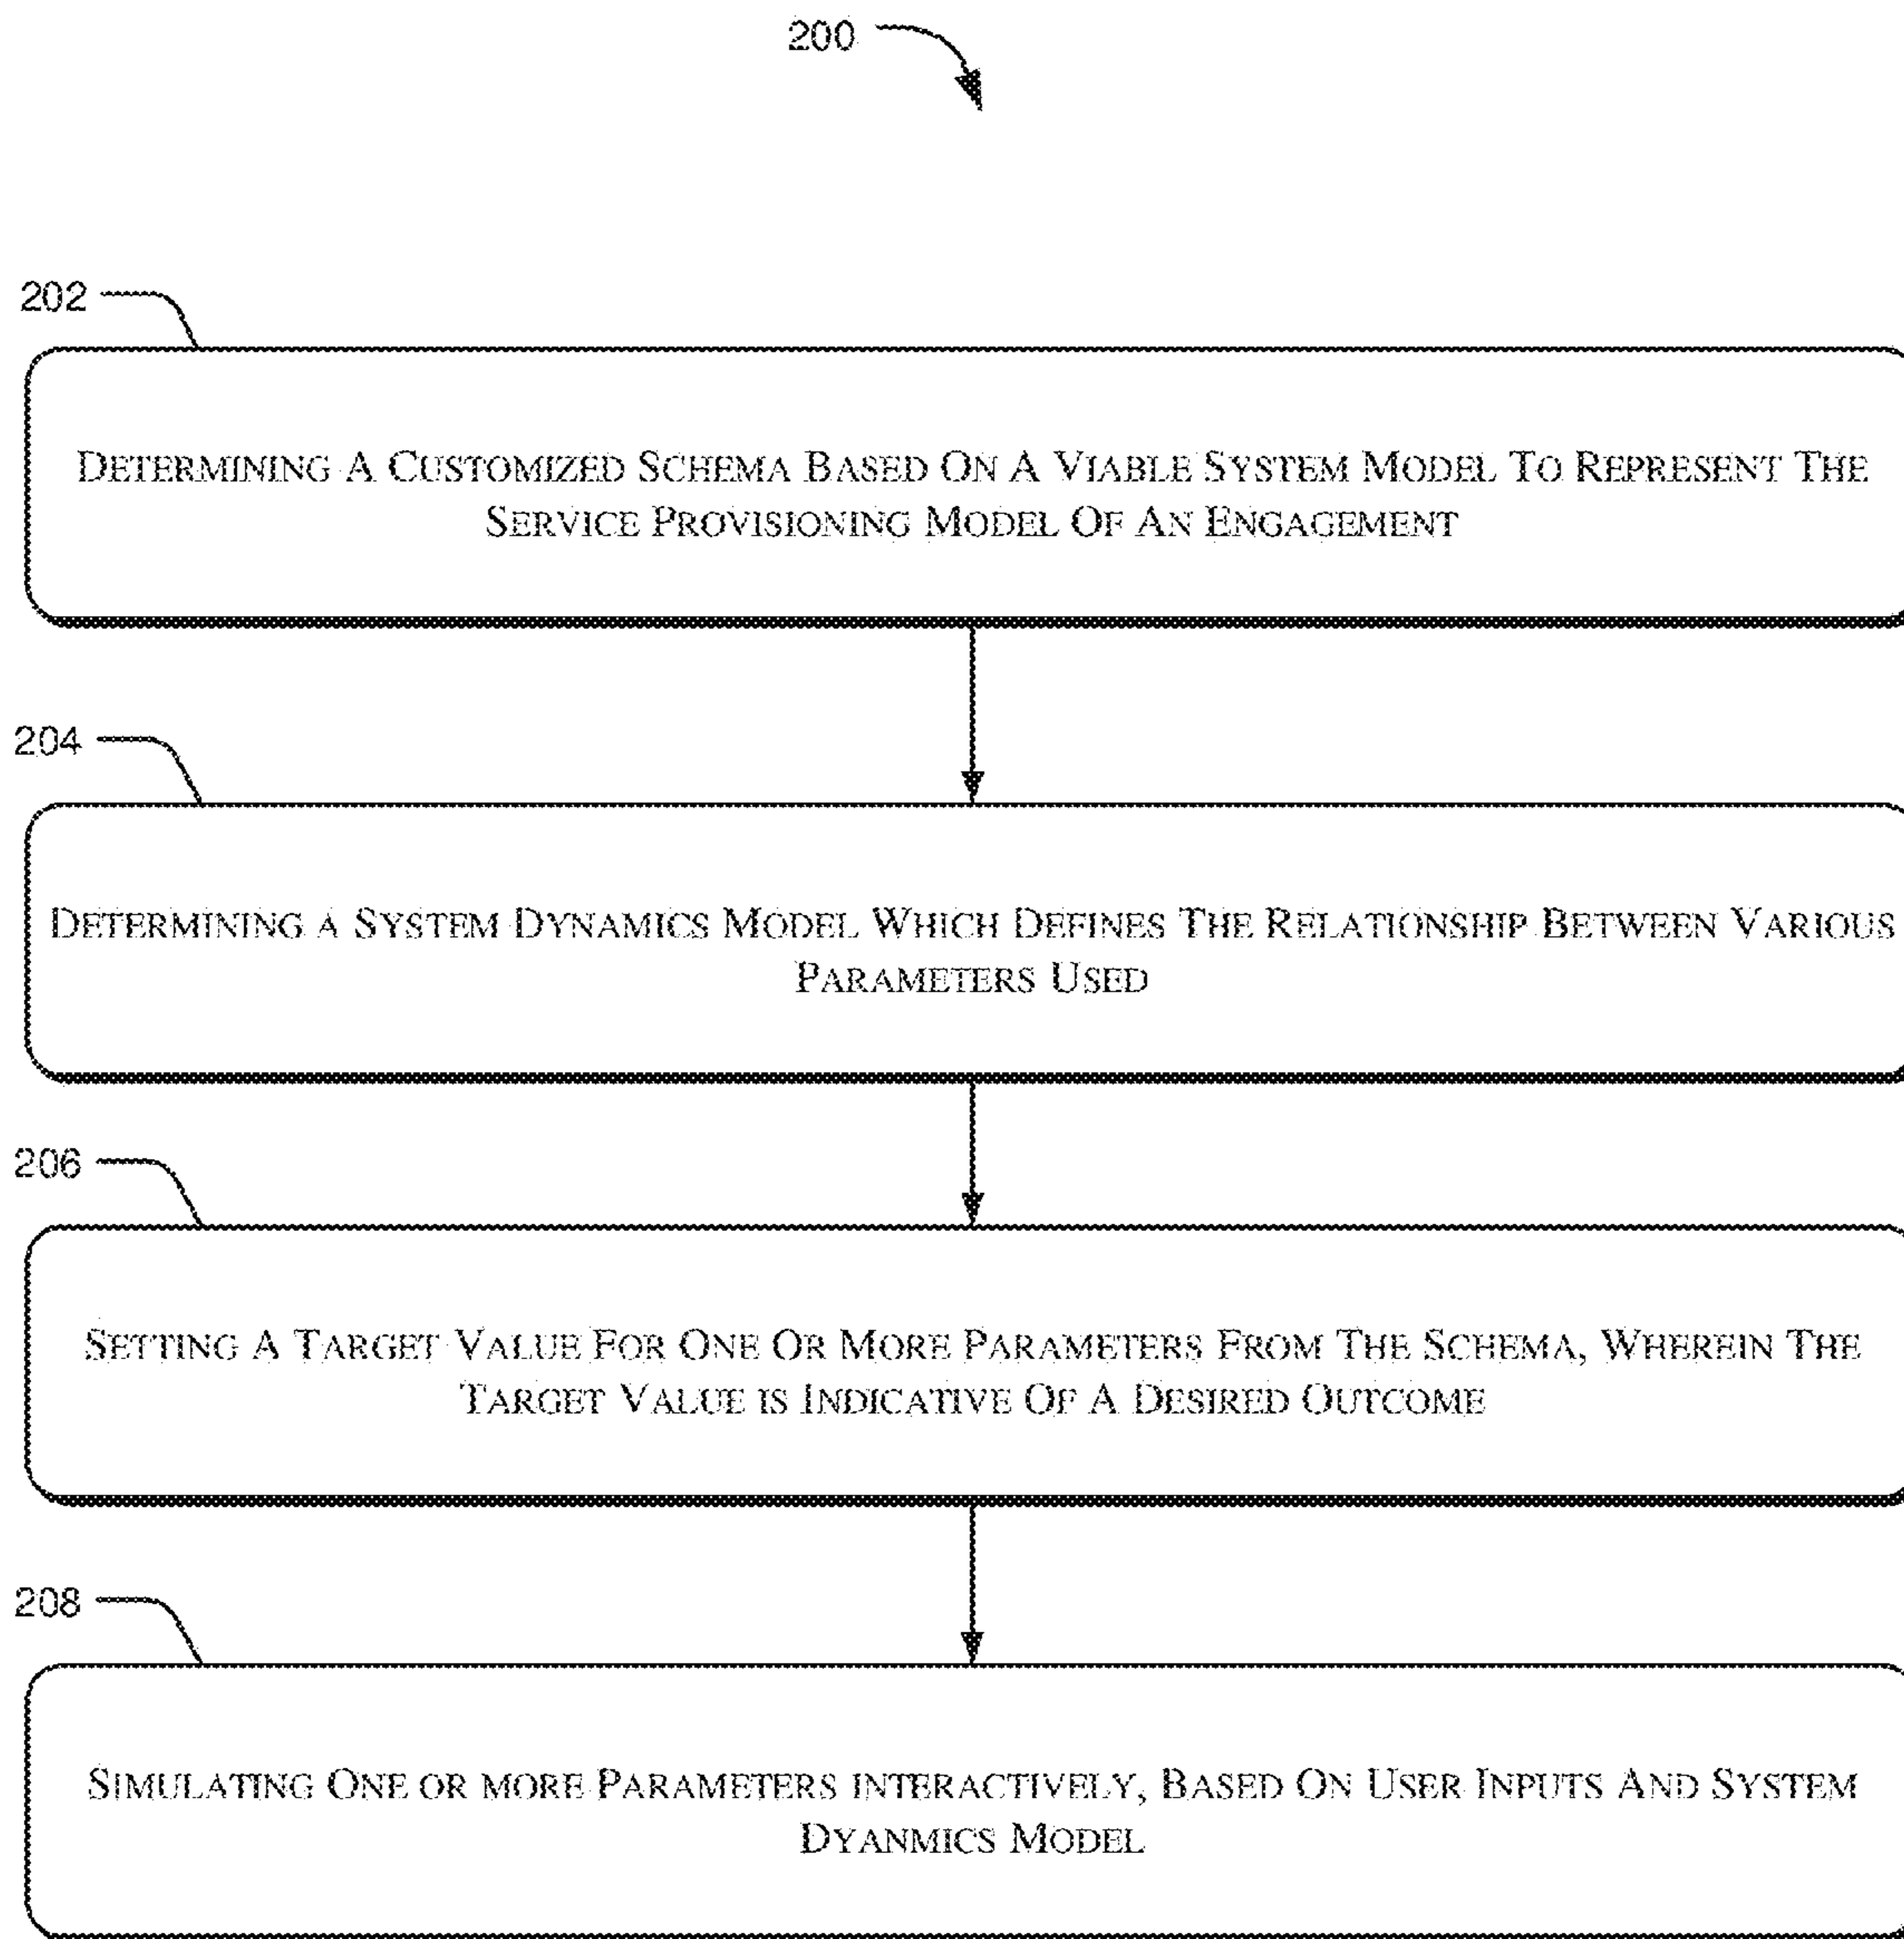 200
202
DETERMINING A CUSTOMIZED SCHEMA BASED ON A VIABLE SYSTEM MODEL TO REPRESENT THE
SERVICE PROVISIONING MODEL OF AN ENGAGEMENT
204
DETERMINING A SYSTEM DYNAMICS MODEL WHICH DEFINES THE RELATIONSHIP BETWEEN VARIOUS
PARAMETERS USED
206
SETTING A TARGET VALUE FOR ONE OR MORE PARAMETERS FROM THE SCHEMA, WHEREIN THE
TARGET VALUE IS INDICATIVE OF A DESIRED OUTCOME
208
SIMULATING ONE OR MORE PARAMETERS INTERACTIVELY, BASED ON USER INPUTS AND SYSTEM
DYANMICS MODEL